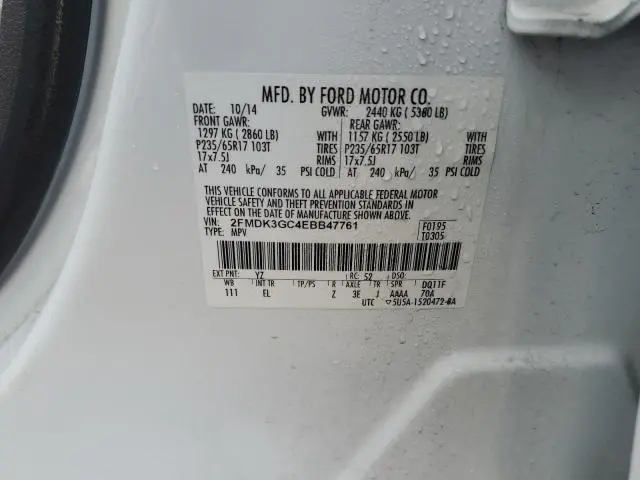 MFD. BY FORD MOTOR CO.
DATE: 10/14 GVWR: 2440 KG ( 5380 LB)
FRONT GAWR: REAR GAWR:
1297 KG ( 2860 LB) WITH 1157 KG ( 2550 LB) WITH
P235/65R17 103T TIRES P235/65R17 103T TIRES
17x7.5J RIMS 17x7.5J RIMS
AT 240 kPa/ 35 PSI COLD AT 240 kPa/ 35 PSI COLD
THIS VEHICLE CONFORMS TO ALL APPLICABLE FEDERAL MOTOR
VEHICLE SAFETY AND THEFT PREVENTION STANDARDS IN
EFFECT ON THE DATE OF MANUFACTURE SHOWN ABOVE.
VIN: 2FMDK3GC4EBB47761 F0195
TYPE: MPV T0305
EXT PNT: YZ RC: 52 DSO:
WB INT TR TP/PS R AXLE TR SPR DQ11F
111 EL Z 3E J AAAA 70A
UTC 5U5A-1520472-